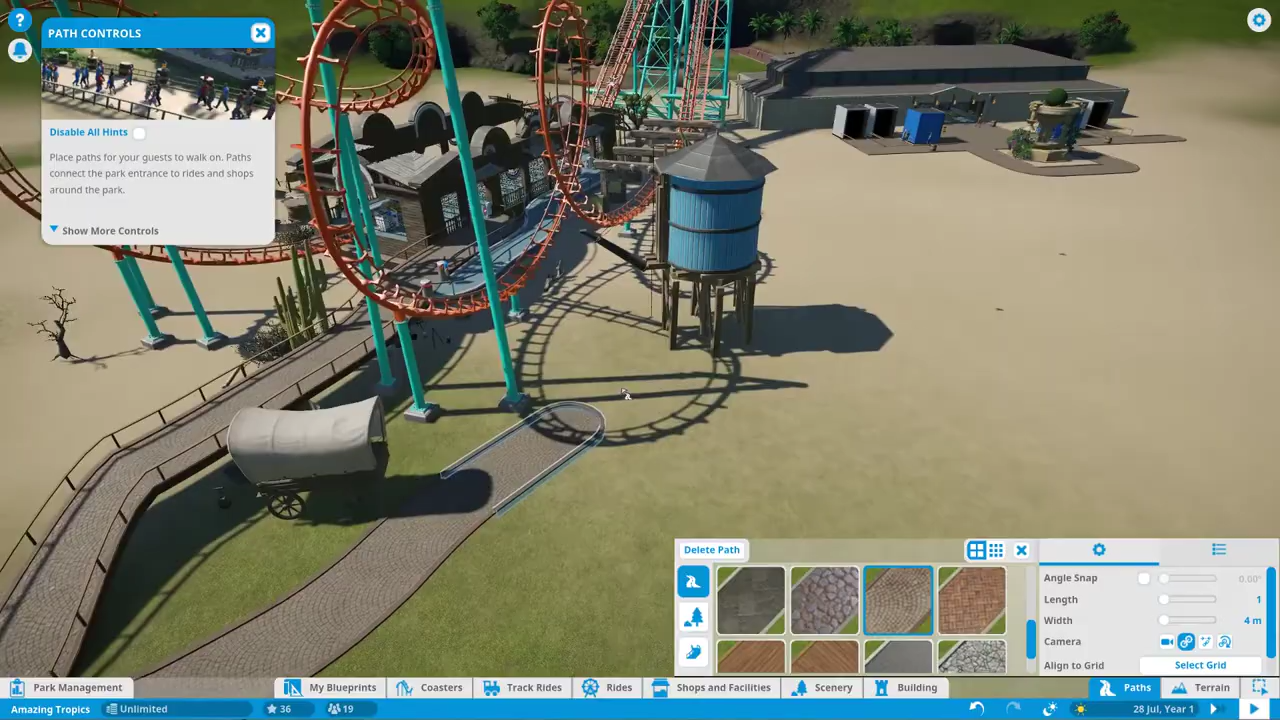 PATH CONTROLS
Disable All Hints
Place paths for your guests to walk on. Paths
connect the park entrance to rides and shops
around the park.
Show More Controls
Delete Path
Angle Snap 0.00°
Length 1
Width 4 m
Camera
Align to Grid Select Grid
Park Management My Blueprints Coasters Track Rides Rides Shops and Facilities Scenery Building Paths Terrain
Amazing Tropics Unlimited 36 19 28 Jul, Year 1